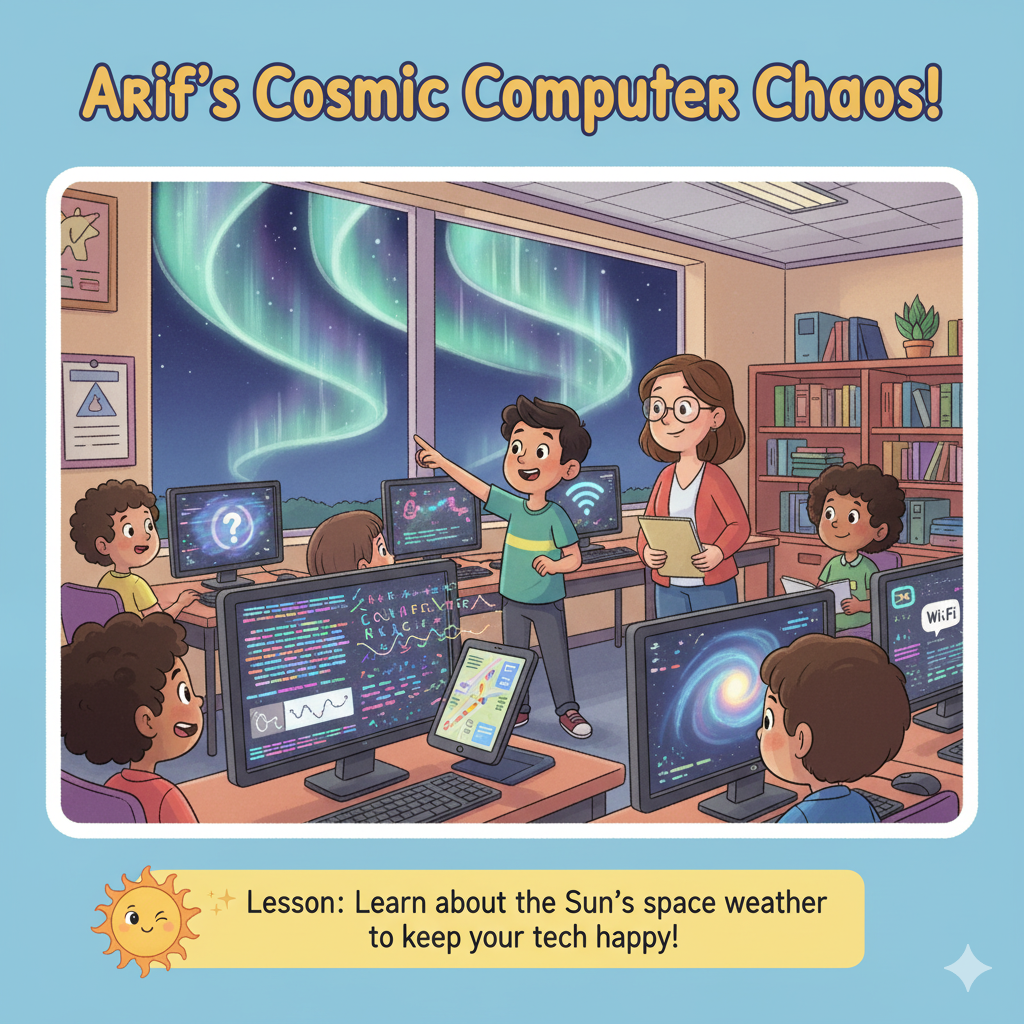 Arif's Cosmic Computer Chaos!
?
WiFi
Lesson: Learn about the Sun's space weather
to keep your tech happy!